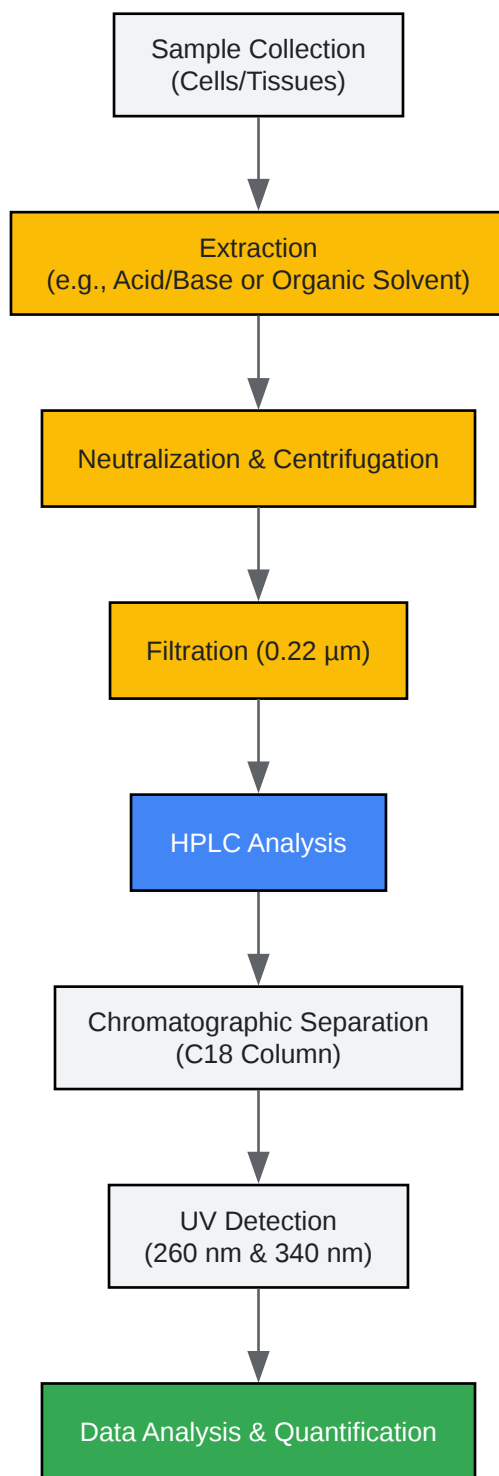 Sample Collection
(Cells/Tissues)
Extraction
(e.g., Acid/Base or Organic Solvent)
Neutralization & Centrifugation
Filtration (0.22 µm)
HPLC Analysis
Chromatographic Separation
(C18 Column)
UV Detection
(260 nm & 340 nm)
Data Analysis & Quantification